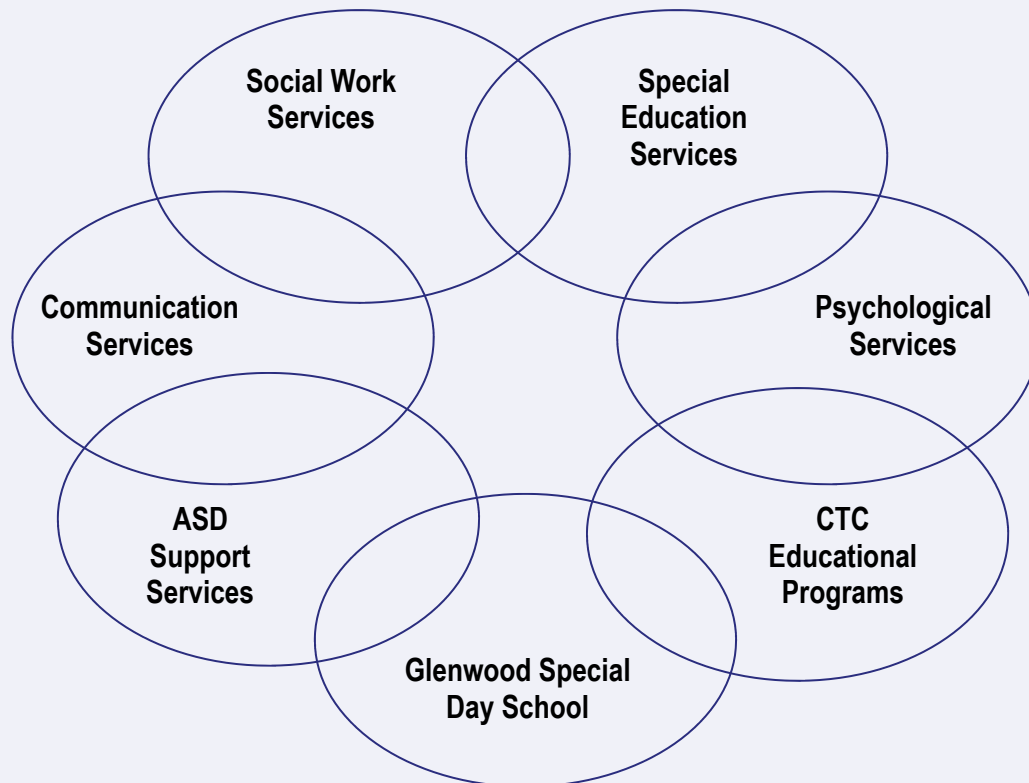 Social Work
Services
Special
Education
Services
Communication
Services
Psychological
Services
ASD
Support
Services
CTC
Educational
Programs
Glenwood Special
Day School